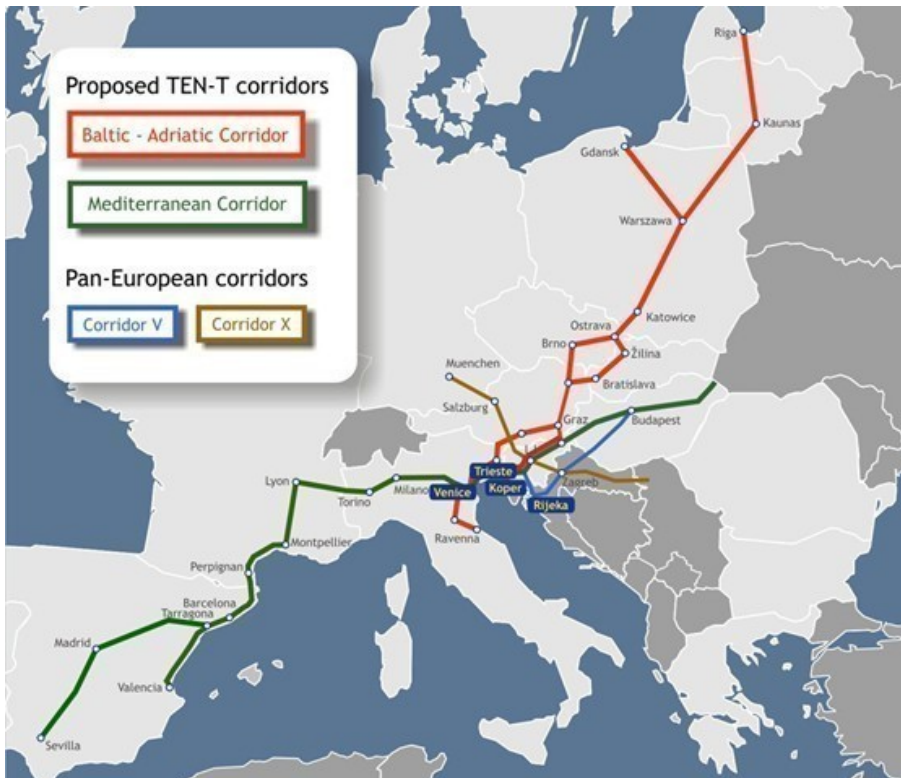 Proposed TEN-T corridors
Baltic - Adriatic Corridor
Mediterranean Corridor
Pan-European corridors
Corridor V
Corridor X
Riga
Kaunas
Gdansk
Warszawa
Katowice
Ostrava
Brno
Žilina
Muenchen
Bratislava
Salzburg
Graz
Budapest
Trieste
Koper
Zagreb
Lyon
Torino
Milano
Venice
Rijeka
Ravenna
Montpellier
Perpignan
Barcelona
Tarragona
Madrid
Valencia
Sevilla